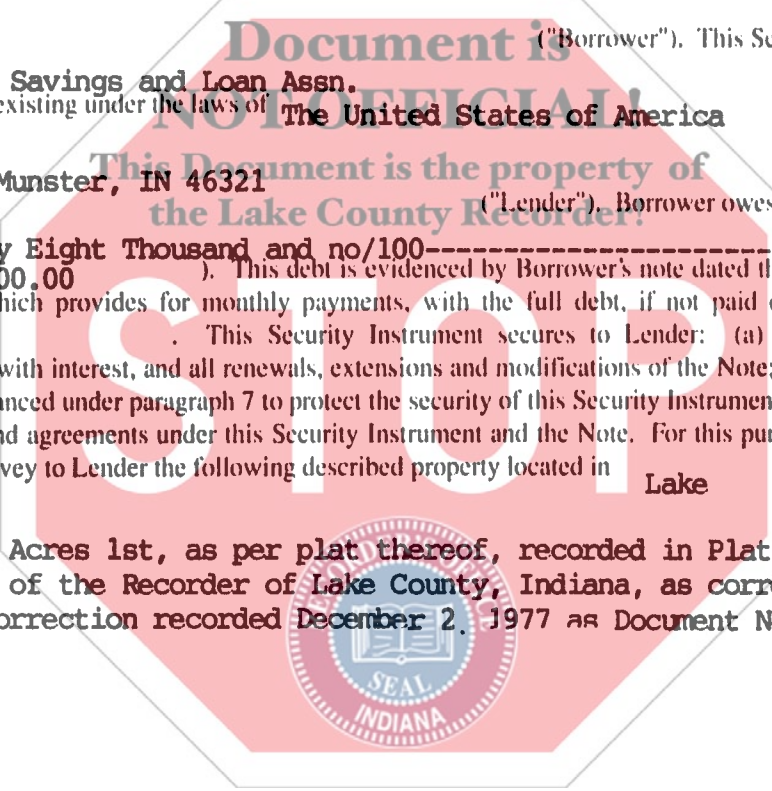 Document is
("Borrower"). This Se
Savings and Loan Assn.
existing under the laws of The United States of America
NOT OFFICIAL!
This Document is the property of
Munster, IN 46321
the Lake County Recorder!
("Lender"). Borrower owes
y Eight Thousand and no/100-----------------------
00.00 ). This debt is evidenced by Borrower's note dated th
hich provides for monthly payments, with the full debt, if not paid
. This Security Instrument secures to Lender: (a)
with interest, and all renewals, extensions and modifications of the Note;
anced under paragraph 7 to protect the security of this Security Instrumen
nd agreements under this Security Instrument and the Note. For this pur
vey to Lender the following described property located in Lake
STOP
Acres 1st, as per plat thereof, recorded in Plat
of the Recorder of Lake County, Indiana, as corr
orrection recorded December 2, 1977 as Document N
RECORDER'S OFFICE
SEAL
INDIANA